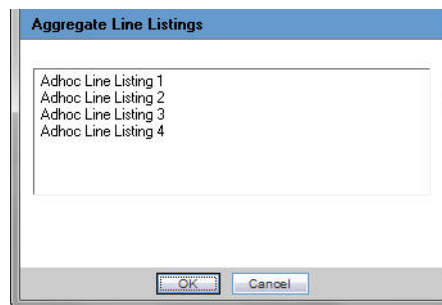 Aggregate Line Listings
Adhoc Line Listing 1
Adhoc Line Listing 2
Adhoc Line Listing 3
Adhoc Line Listing 4
OK
Cancel